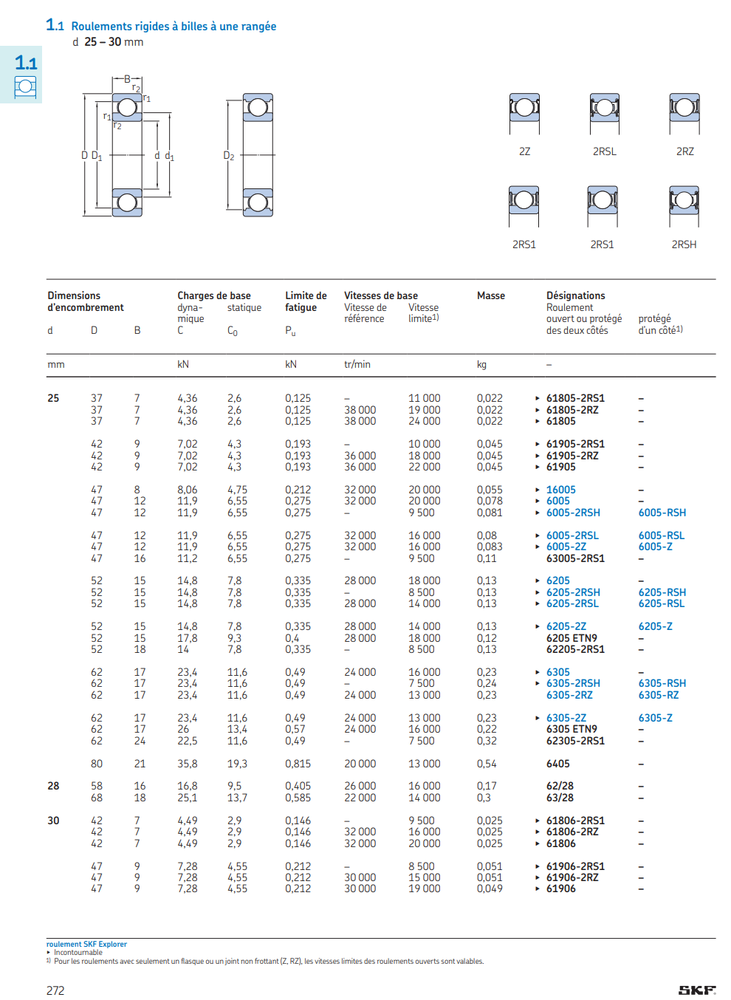 1.1 Roulements rigides à billes à une rangée
d 25 – 30 mm
1.1
B
r2
r1
r1
r2
D D1 d d1
D2
2Z 2RSL 2RZ
2RS1 2RS1 2RSH
Dimensions Charges de base Limite de Vitesses de base Masse Désignations
d'encombrement dyna- statique fatigue Vitesse de Vitesse Roulement
mique référence limite1) ouvert ou protégé protégé
d D B C C0 Pu des deux côtés d'un côté1)
mm kN kN tr/min kg –
25 37 7 4,36 2,6 0,125 – 11 000 0,022 ▸ 61805-2RS1 –
37 7 4,36 2,6 0,125 38 000 19 000 0,022 ▸ 61805-2RZ –
37 7 4,36 2,6 0,125 38 000 24 000 0,022 ▸ 61805 –
42 9 7,02 4,3 0,193 – 10 000 0,045 ▸ 61905-2RS1 –
42 9 7,02 4,3 0,193 36 000 18 000 0,045 ▸ 61905-2RZ –
42 9 7,02 4,3 0,193 36 000 22 000 0,045 ▸ 61905 –
47 8 8,06 4,75 0,212 32 000 20 000 0,055 ▸ 16005 –
47 12 11,9 6,55 0,275 32 000 20 000 0,078 ▸ 6005 –
47 12 11,9 6,55 0,275 – 9 500 0,081 ▸ 6005-2RSH 6005-RSH
47 12 11,9 6,55 0,275 32 000 16 000 0,08 ▸ 6005-2RSL 6005-RSL
47 12 11,9 6,55 0,275 32 000 16 000 0,083 ▸ 6005-2Z 6005-Z
47 16 11,2 6,55 0,275 – 9 500 0,11 63005-2RS1 –
52 15 14,8 7,8 0,335 28 000 18 000 0,13 ▸ 6205 –
52 15 14,8 7,8 0,335 – 8 500 0,13 ▸ 6205-2RSH 6205-RSH
52 15 14,8 7,8 0,335 28 000 14 000 0,13 ▸ 6205-2RSL 6205-RSL
52 15 14,8 7,8 0,335 28 000 14 000 0,13 ▸ 6205-2Z 6205-Z
52 15 17,8 9,3 0,4 28 000 18 000 0,12 6205 ETN9 –
52 18 14 7,8 0,335 – 8 500 0,13 62205-2RS1 –
62 17 23,4 11,6 0,49 24 000 16 000 0,23 ▸ 6305 –
62 17 23,4 11,6 0,49 – 7 500 0,24 ▸ 6305-2RSH 6305-RSH
62 17 23,4 11,6 0,49 24 000 13 000 0,23 6305-2RZ 6305-RZ
62 17 23,4 11,6 0,49 24 000 13 000 0,23 ▸ 6305-2Z 6305-Z
62 17 26 13,4 0,57 24 000 16 000 0,22 6305 ETN9 –
62 24 22,5 11,6 0,49 – 7 500 0,32 62305-2RS1 –
80 21 35,8 19,3 0,815 20 000 13 000 0,54 6405 –
28 58 16 16,8 9,5 0,405 26 000 16 000 0,17 62/28 –
68 18 25,1 13,7 0,585 22 000 14 000 0,3 63/28 –
30 42 7 4,49 2,9 0,146 – 9 500 0,025 ▸ 61806-2RS1 –
42 7 4,49 2,9 0,146 32 000 16 000 0,025 ▸ 61806-2RZ –
42 7 4,49 2,9 0,146 32 000 20 000 0,025 ▸ 61806 –
47 9 7,28 4,55 0,212 – 8 500 0,051 ▸ 61906-2RS1 –
47 9 7,28 4,55 0,212 30 000 15 000 0,051 ▸ 61906-2RZ –
47 9 7,28 4,55 0,212 30 000 19 000 0,049 ▸ 61906 –
roulement SKF Explorer
▸ Incontournable
1) Pour les roulements avec seulement un flasque ou un joint non frottant (Z, RZ), les vitesses limites des roulements ouverts sont valables.
272 SKF